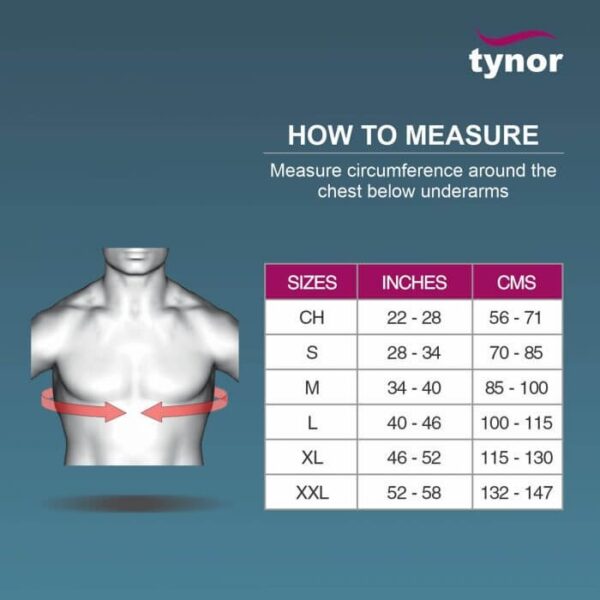 tynor
HOW TO MEASURE
Measure circumference around the
chest below underarms
SIZES INCHES CMS
CH 22 - 28 56 - 71
S 28 - 34 70 - 85
M 34 - 40 85 - 100
L 40 - 46 100 - 115
XL 46 - 52 115 - 130
XXL 52 - 58 132 - 147